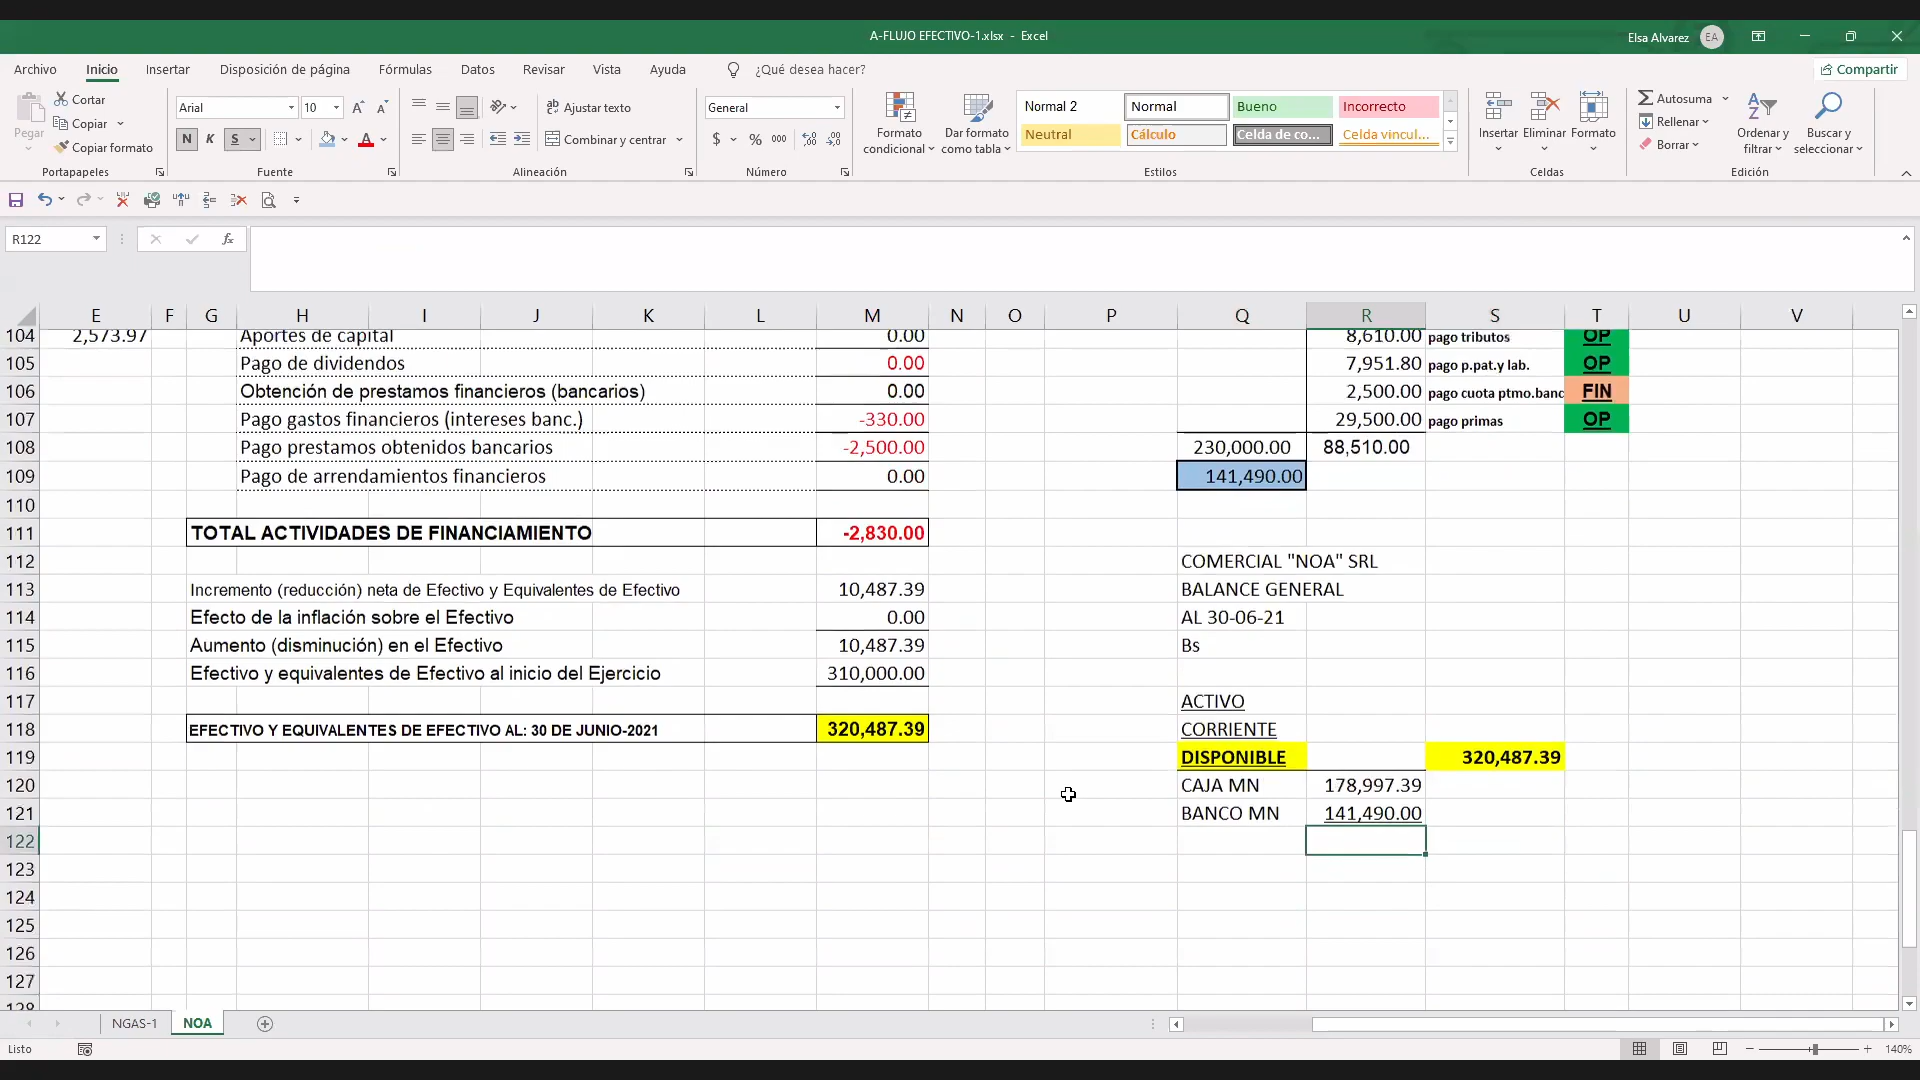 A-FLUJO EFECTIVO-1.xlsx - Excel
Elsa Alvarez EA
Archivo Inicio Insertar Disposición de página Fórmulas Datos Revisar Vista Ayuda ¿Qué desea hacer? Compartir
Pegar
Cortar
Copiar
Copiar formato
Portapapeles
Arial 10
N K S
Fuente
Ajustar texto
Combinar y centrar
Alineación
General
$ % 000
Número
Formato condicional
Dar formato como tabla
Normal 2 Normal Bueno Incorrecto
Neutral Cálculo Celda de co... Celda vincul...
Estilos
Insertar Eliminar Formato
Celdas
Autosuma
Rellenar
Borrar
Ordenar y filtrar
Buscar y seleccionar
Edición
R122 fx
E F G H I J K L M N O P Q R S T U V
104 2,573.97 Aportes de capital 0.00 8,610.00 pago tributos OP
105 Pago de dividendos 0.00 7,951.80 pago p.pat.y lab. OP
106 Obtención de prestamos financieros (bancarios) 0.00 2,500.00 pago cuota ptmo.banc FIN
107 Pago gastos financieros (intereses banc.) -330.00 29,500.00 pago primas OP
108 Pago prestamos obtenidos bancarios -2,500.00 230,000.00 88,510.00
109 Pago de arrendamientos financieros 0.00 141,490.00
110
111 TOTAL ACTIVIDADES DE FINANCIAMIENTO -2,830.00
112 COMERCIAL "NOA" SRL
113 Incremento (reducción) neta de Efectivo y Equivalentes de Efectivo 10,487.39 BALANCE GENERAL
114 Efecto de la inflación sobre el Efectivo 0.00 AL 30-06-21
115 Aumento (disminución) en el Efectivo 10,487.39 Bs
116 Efectivo y equivalentes de Efectivo al inicio del Ejercicio 310,000.00
117 ACTIVO
118 EFECTIVO Y EQUIVALENTES DE EFECTIVO AL: 30 DE JUNIO-2021 320,487.39 CORRIENTE
119 DISPONIBLE 320,487.39
120 CAJA MN 178,997.39
121 BANCO MN 141,490.00
122
123
124
125
126
127
128
NGAS-1 NOA
Listo 140%